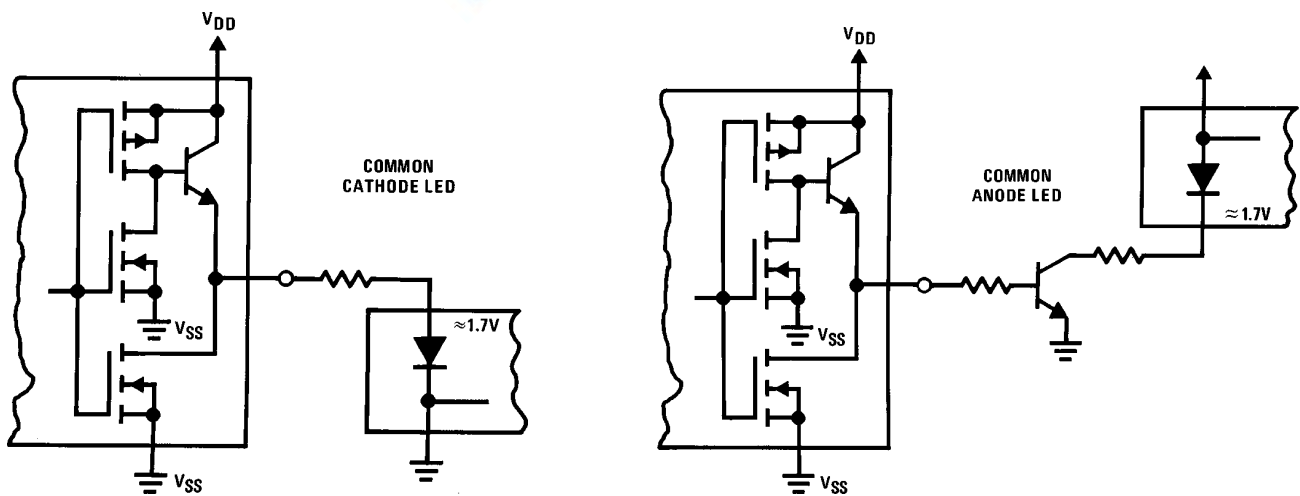 VDD
COMMON
CATHODE LED
VSS
≈1.7V
VSS
VDD
COMMON
ANODE LED
≈1.7V
VSS
VSS